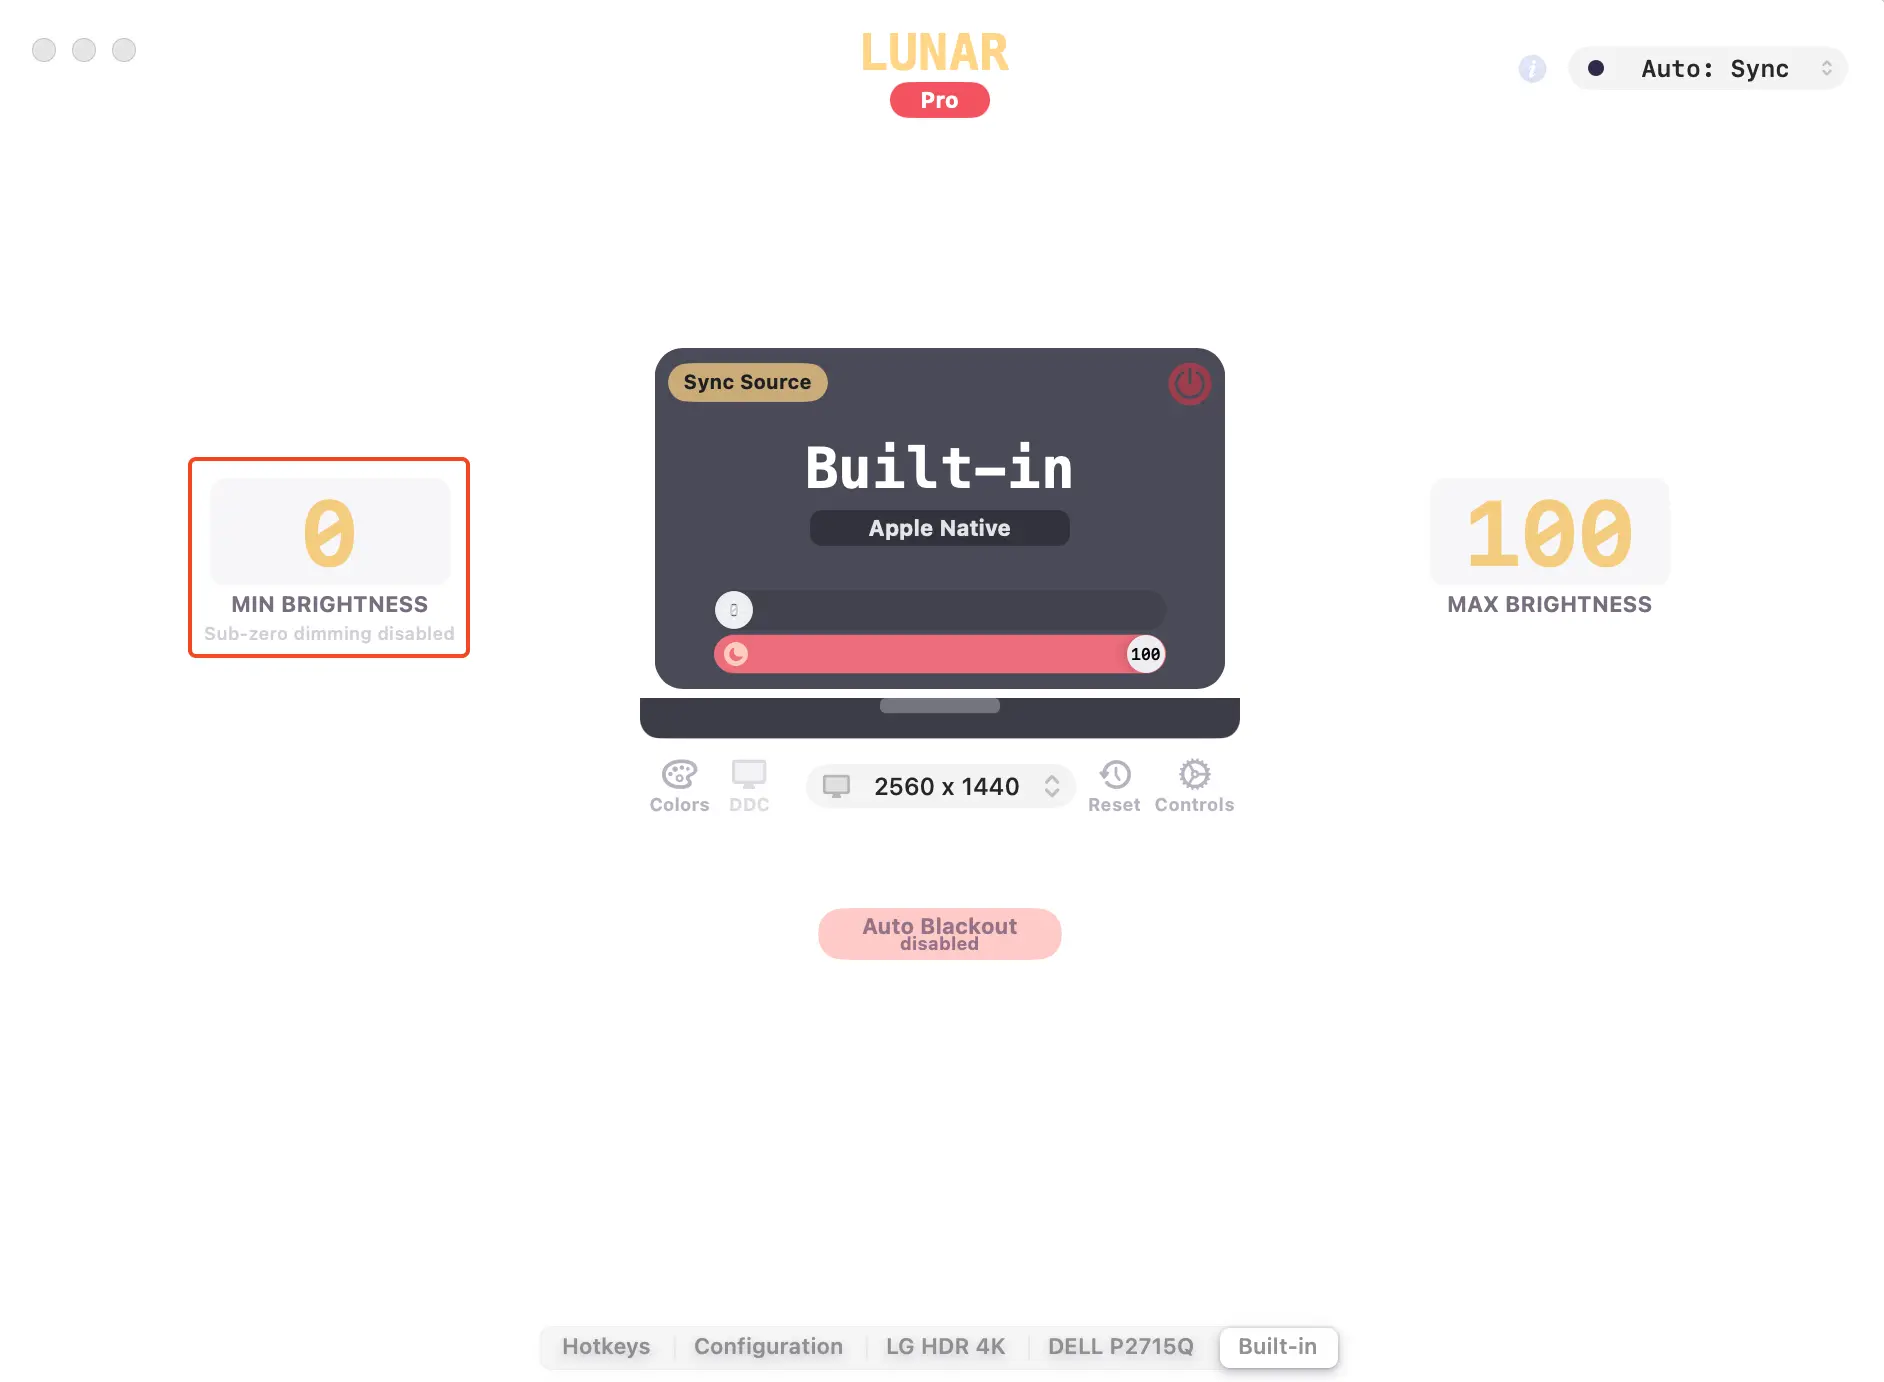 LUNAR
Pro
i
Auto: Sync
Sync Source
Built-in
Apple Native
0
100
0
MIN BRIGHTNESS
Sub-zero dimming disabled
100
MAX BRIGHTNESS
Colors
DDC
2560 x 1440
Reset
Controls
Auto Blackout
disabled
Hotkeys
Configuration
LG HDR 4K
DELL P2715Q
Built-in